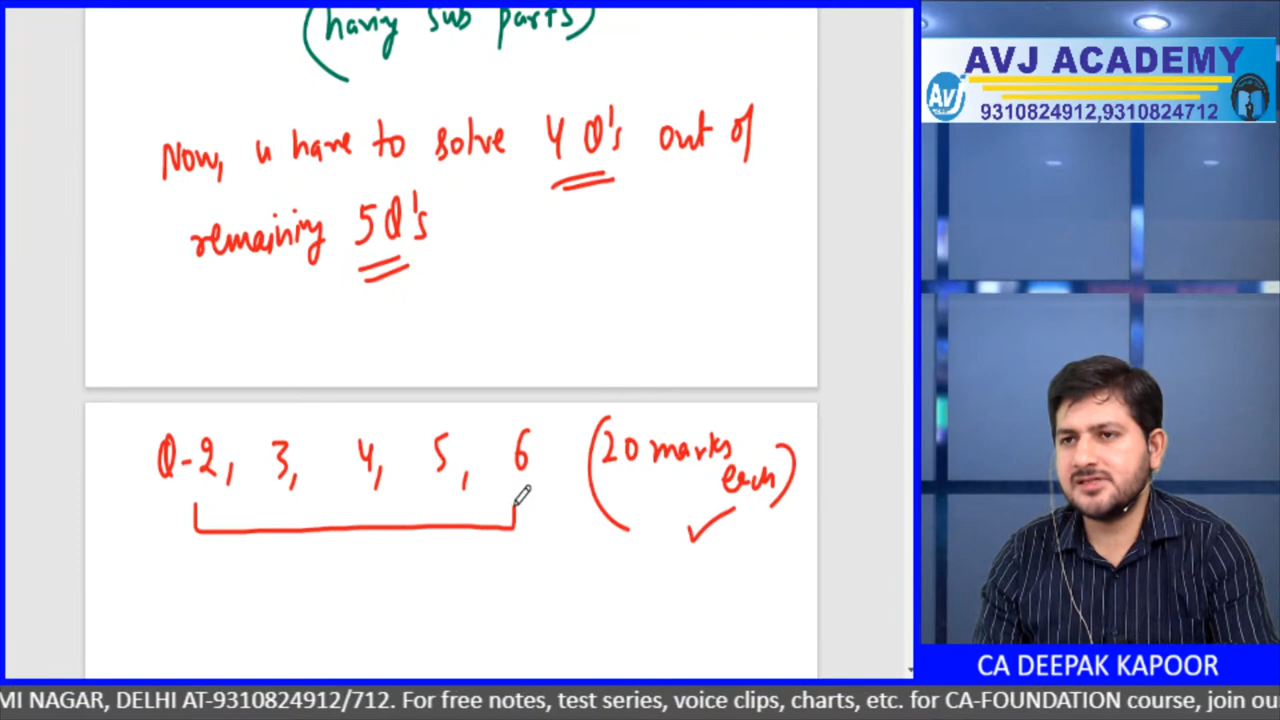 (having sub parts)
Now, u have to solve 4 Q's out of
remaining 5Q's
Q-2, 3, 4, 5, 6 (20 marks
each)
AVJ ACADEMY
9310824912,9310824712
CA DEEPAK KAPOOR
MI NAGAR, DELHI AT-9310824912/712. For free notes, test series, voice clips, charts, etc. for CA-FOUNDATION course, join ou